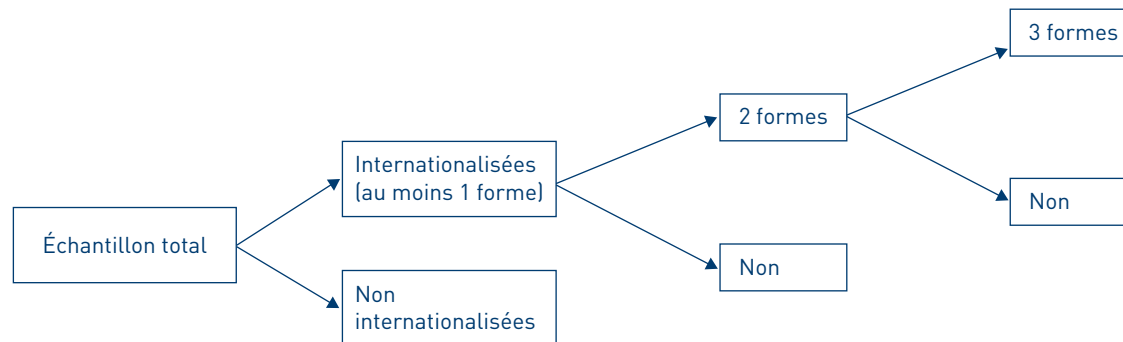 Échantillon total
Internationalisées
(au moins 1 forme)
Non
internationalisées
2 formes
Non
3 formes
Non